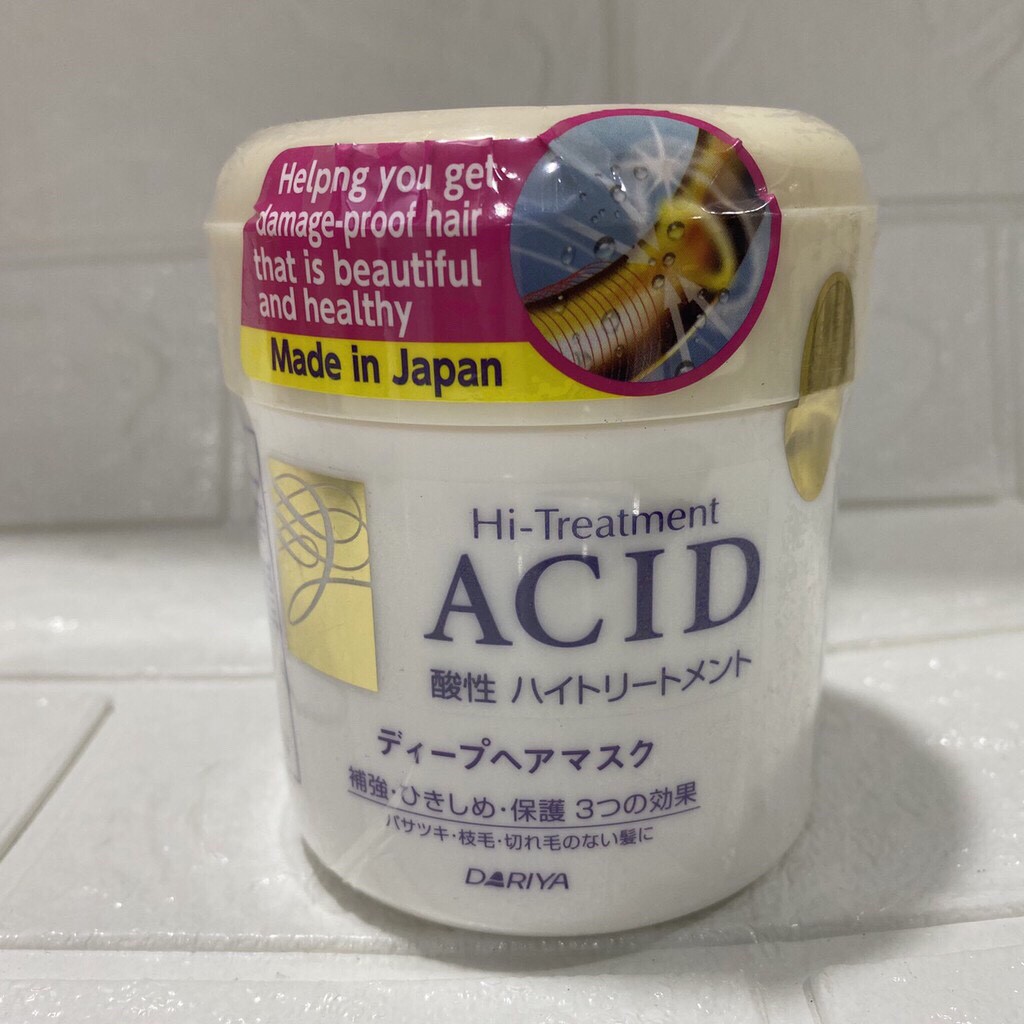 Helpng you get
damage-proof hair
that is beautiful
and healthy
Made in Japan
Hi-Treatment
ACID
酸性 ハイトリートメント
ディープヘアマスク
補強・ひきしめ・保護 3つの効果
パサツキ・枝毛・切れ毛のない髪に
DARIYA